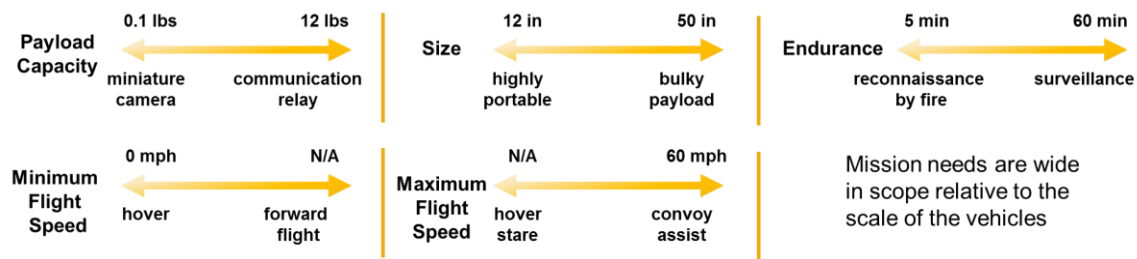 0.1 lbs 12 lbs
Payload
Capacity
miniature
camera
communication
relay
12 in 50 in
Size
highly
portable
bulky
payload
5 min 60 min
Endurance
reconnaissance
by fire
surveillance
0 mph N/A
Minimum
Flight
Speed
hover
forward
flight
N/A 60 mph
Maximum
Flight
Speed
hover
stare
convoy
assist
Mission needs are wide
in scope relative to the
scale of the vehicles